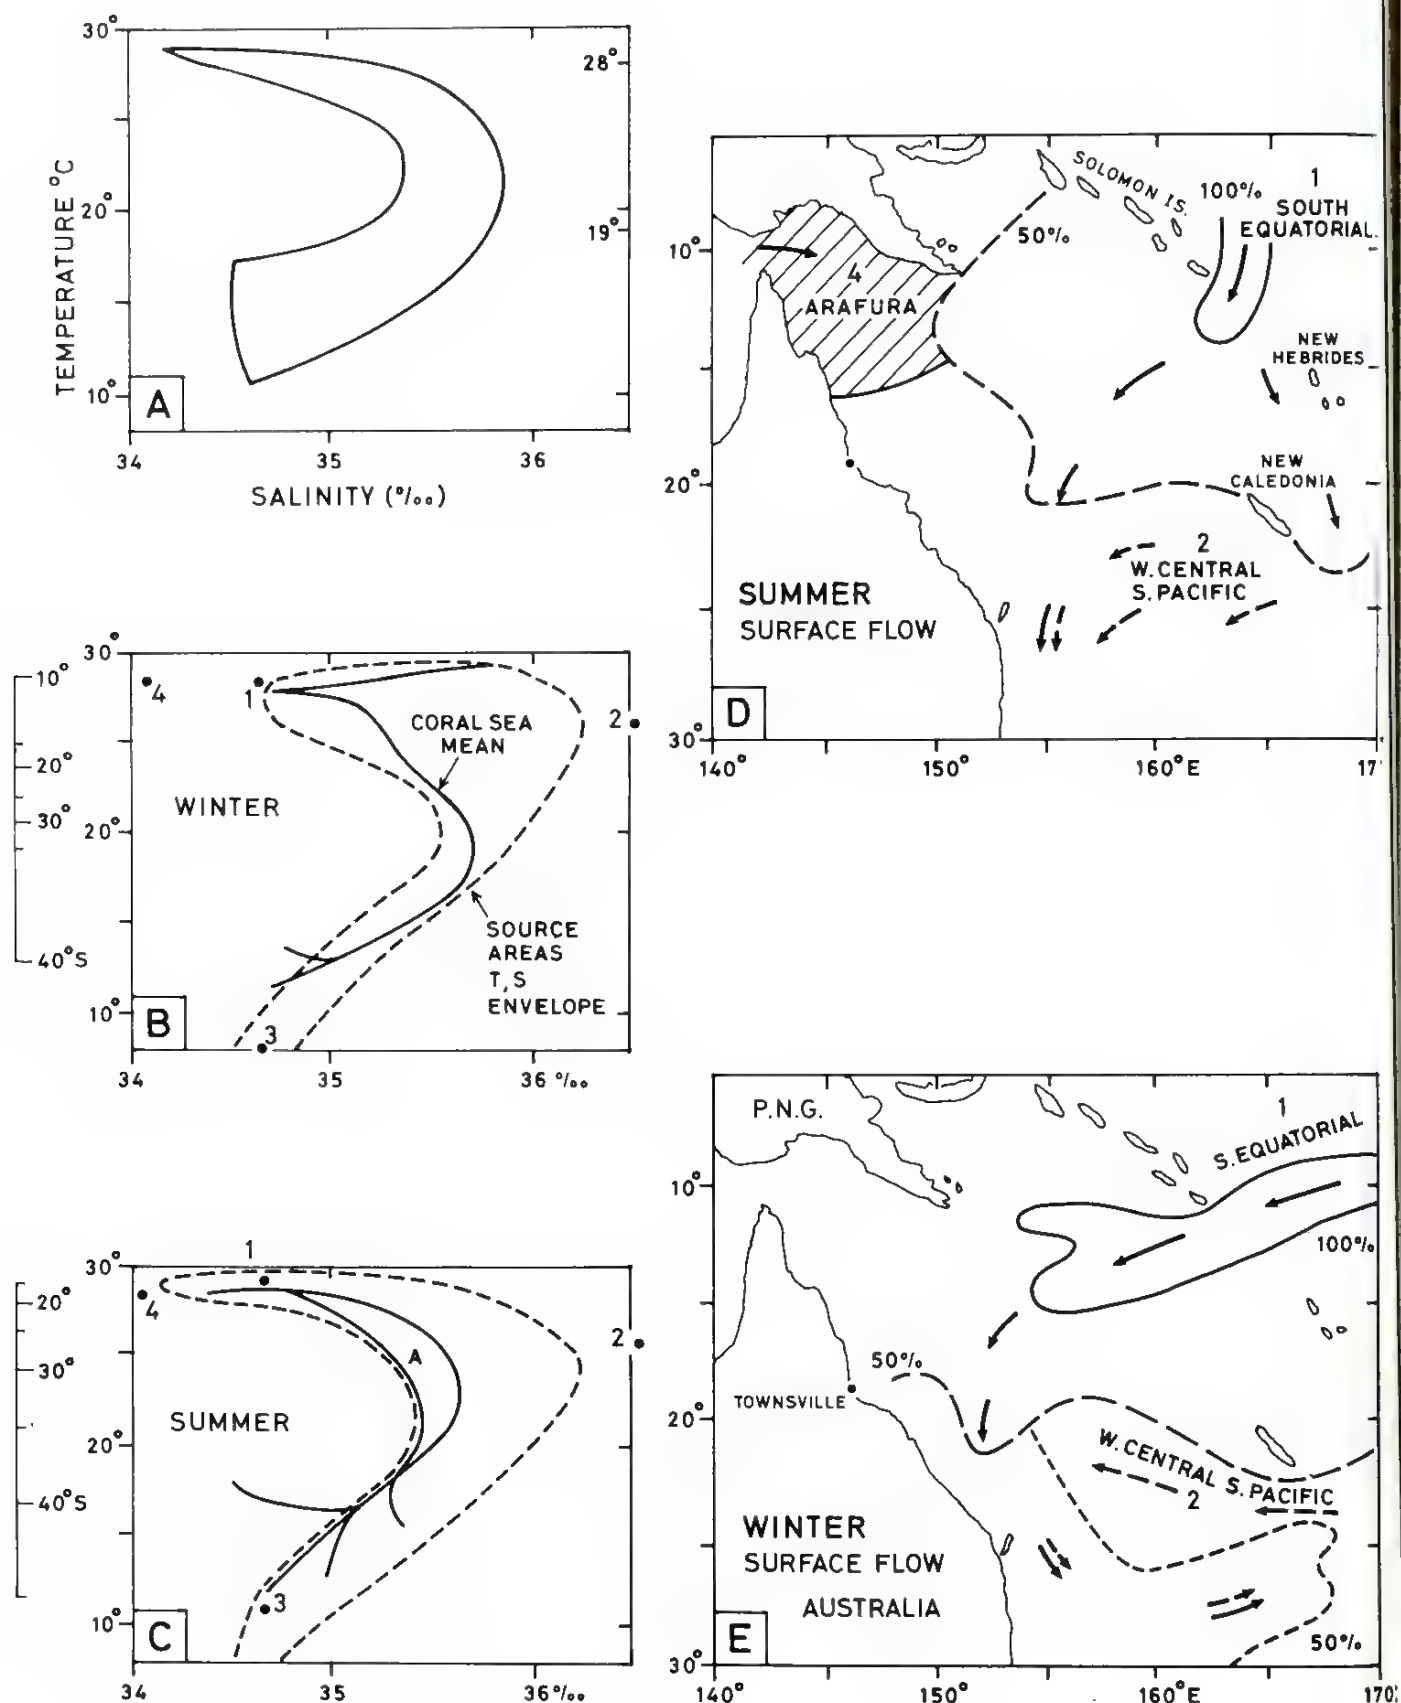 30°
28°
TEMPERATURE °C
20°
19°
10°
A
34
35
36
SALINITY (‰)
30°
10°
4
1
2
CORAL SEA
MEAN
20°
WINTER
30°
20°
SOURCE
AREAS
T,S
ENVELOPE
40°S
10°
B
3
34
35
36 ‰
1
30°
4
20°
2
A
30°
SUMMER
20°
40°S
3
10°
C
34
35
36‰
SOLOMON IS.
100%
1
SOUTH
EQUATORIAL.
50%
10°
4
ARAFURA
NEW
HEBRIDES
NEW
CALEDONIA
20°
2
W. CENTRAL
S. PACIFIC
SUMMER
SURFACE FLOW
D
30°
140°
150°
160°E
17
P.N.G.
1
S. EQUATORIAL
10°
100%
50%
TOWNSVILLE
20°
W. CENTRAL S. PACIFIC
2
WINTER
SURFACE FLOW
AUSTRALIA
E
50%
30°
140°
150°
160°E
170